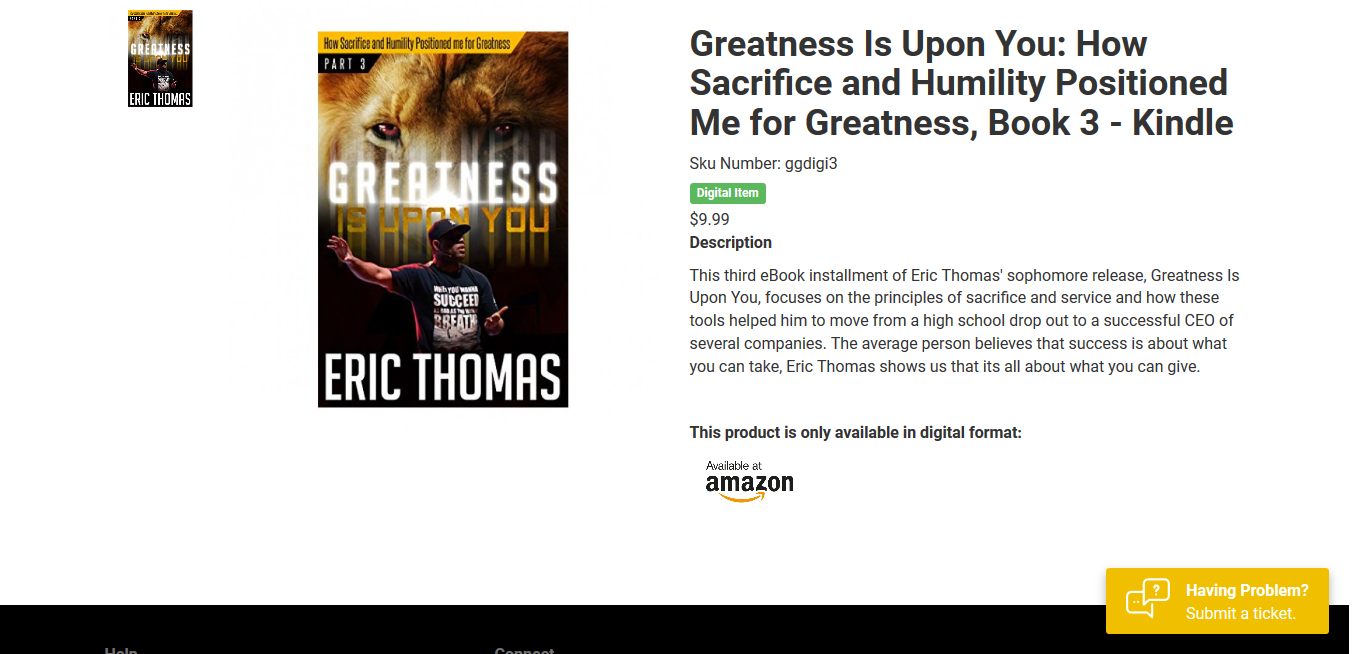 GREATNESS
IS UPON YOU
ERIC THOMAS
How Sacrifice and Humility Positioned me for Greatness
PART 3
GREATNESS
IS UPON YOU
WHEN YOU WANNA
SUCCEED
AS BAD AS YOU WANNA
BREATHE
ERIC THOMAS
Greatness Is Upon You: How
Sacrifice and Humility Positioned
Me for Greatness, Book 3 - Kindle
Sku Number: ggdigi3
Digital Item
$9.99
Description
This third eBook installment of Eric Thomas' sophomore release, Greatness Is
Upon You, focuses on the principles of sacrifice and service and how these
tools helped him to move from a high school drop out to a successful CEO of
several companies. The average person believes that success is about what
you can take, Eric Thomas shows us that its all about what you can give.
This product is only available in digital format:
Available at
amazon
Having Problem?
Submit a ticket.
Help
Connect